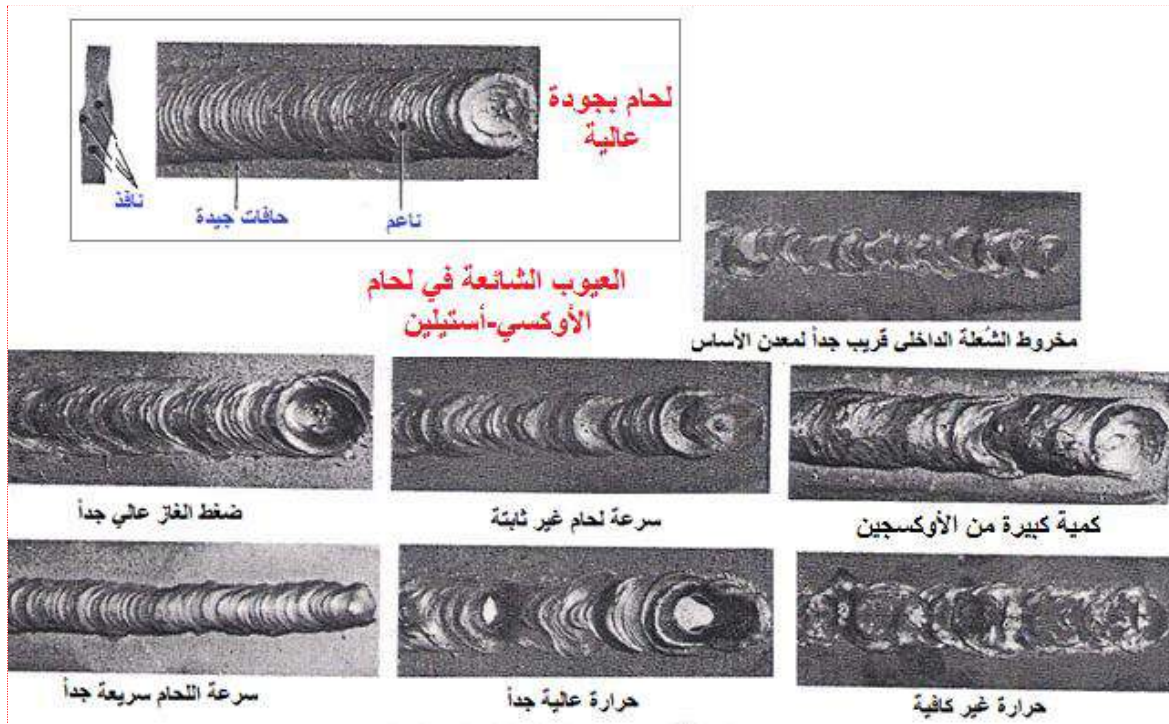 لحام بجودة
عالية
نافذ
حافات جيدة
ناعم
العيوب الشائعة في لحام
الأوكسي-أستيلين
مخروط الشعلة الداخلى قريب جداً لمعدن الأساس
ضغط الغاز عالي جداً
سرعة لحام غير ثابتة
كمية كبيرة من الأوكسجين
سرعة اللحام سريعة جداً
حرارة عالية جداً
حرارة غير كافية